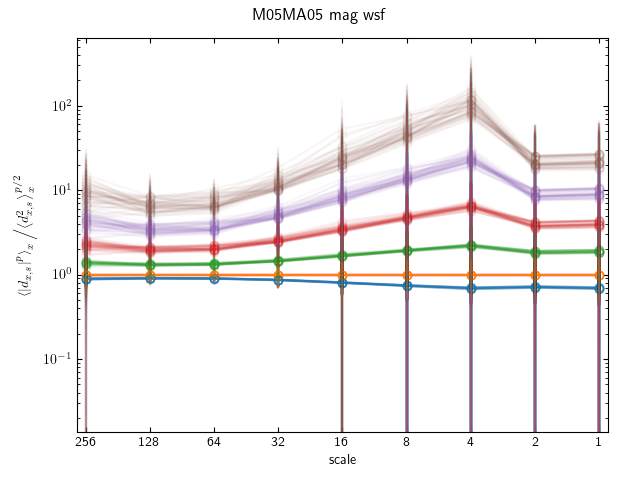 M05MA05 mag wsf
⟨|d_{x,s}|^p⟩_x / ⟨d^2_{x,s}⟩_x^{p/2}
10^2
10^1
10^0
10^{-1}
256 128 64 32 16 8 4 2 1
scale